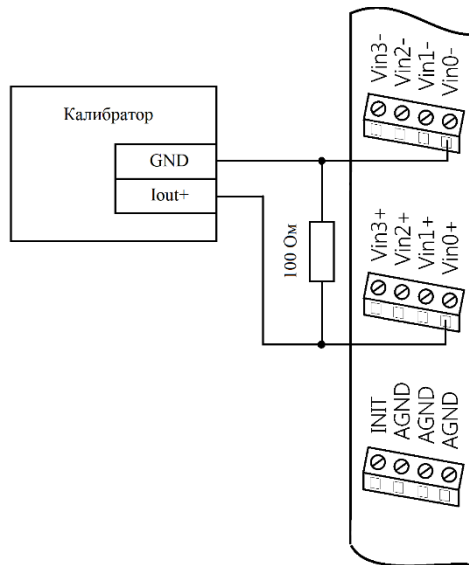 Калибратор
GND
Iout+
100 Ом
Vin3-
Vin2-
Vin1-
Vin0-
Vin3+
Vin2+
Vin1+
Vin0+
INIT
AGND
AGND
AGND